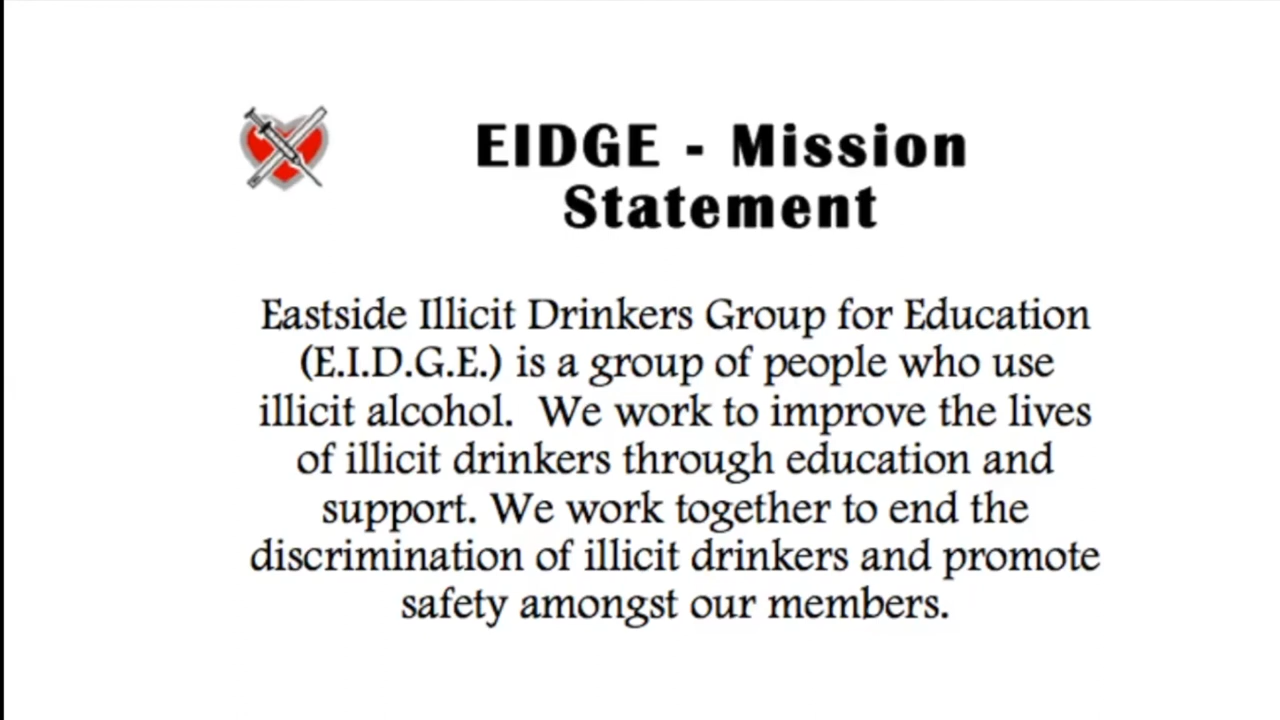 EIDGE - Mission
Statement
Eastside Illicit Drinkers Group for Education
(E.I.D.G.E.) is a group of people who use
illicit alcohol.  We work to improve the lives
of illicit drinkers through education and
support. We work together to end the
discrimination of illicit drinkers and promote
safety amongst our members.